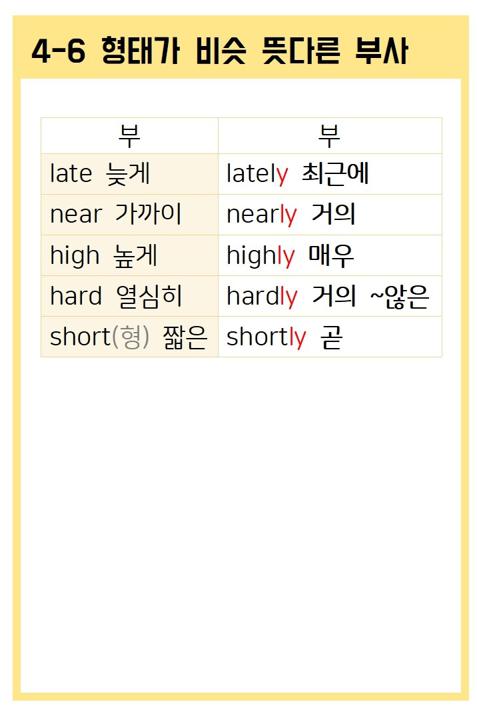 4-6 형태가 비슷 뜻다른 부사
부 부
late 늦게 lately 최근에
near 가까이 nearly 거의
high 높게 highly 매우
hard 열심히 hardly 거의 ~않은
short(형) 짧은 shortly 곧